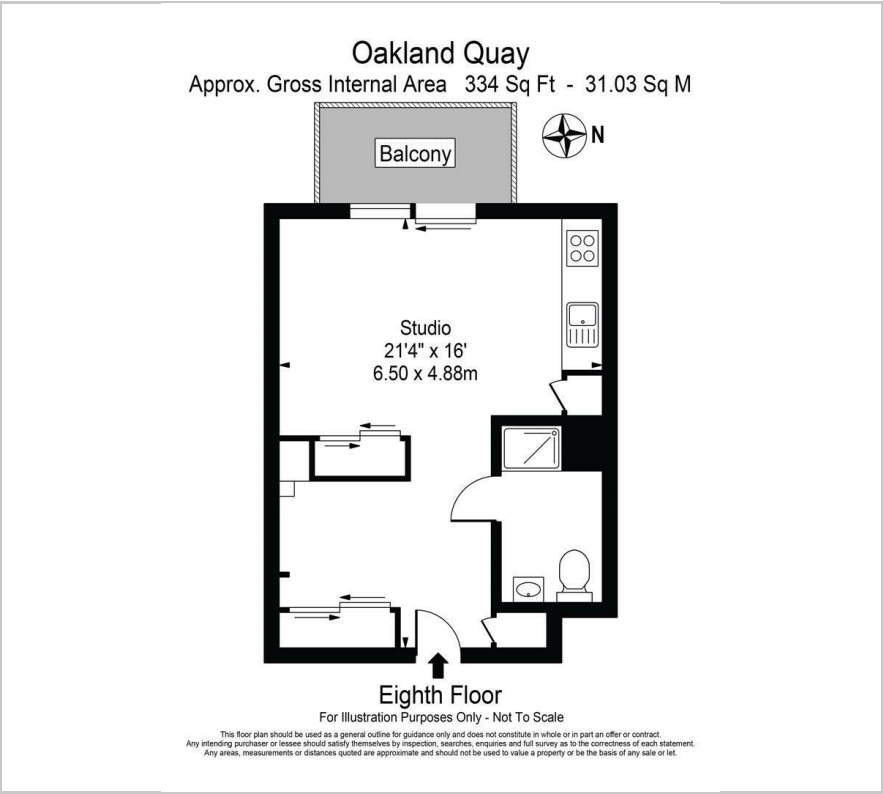 Oakland Quay
Approx. Gross Internal Area 334 Sq Ft - 31.03 Sq M
Balcony
N
Studio
21'4" x 16'
6.50 x 4.88m
Eighth Floor
For Illustration Purposes Only - Not To Scale
This floor plan should be used as a general outline for guidance only and does not constitute in whole or in part an offer or contract.
Any intending purchaser or lessee should satisfy themselves by inspection, searches, enquiries and full survey as to the correctness of each statement.
Any areas, measurements or distances quoted are approximate and should not be used to value a property or be the basis of any sale or let.